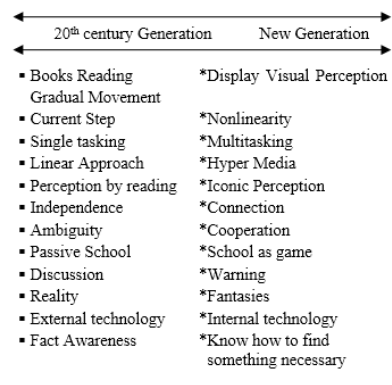 20th century Generation New Generation
▪ Books Reading *Display Visual Perception
Gradual Movement
▪ Current Step *Nonlinearity
▪ Single tasking *Multitasking
▪ Linear Approach *Hyper Media
▪ Perception by reading *Iconic Perception
▪ Independence *Connection
▪ Ambiguity *Cooperation
▪ Passive School *School as game
▪ Discussion *Warning
▪ Reality *Fantasies
▪ External technology *Internal technology
▪ Fact Awareness *Know how to find
something necessary